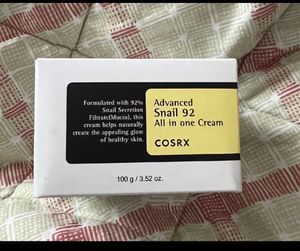 Formulated with 92%
Snail Secretion
Filtrate(Mucin), this
cream helps naturally
create the appealing glow
of healthy skin.
Advanced
Snail 92
All in one Cream
COSRX
100 g / 3.52 oz.